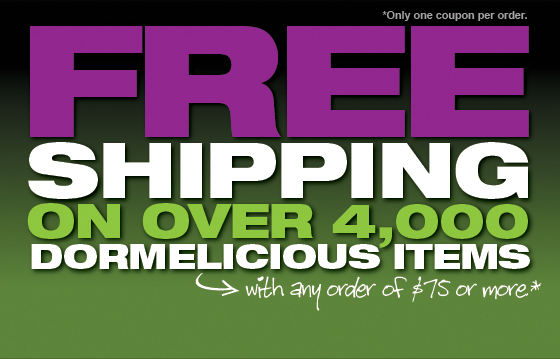 *Only one coupon per order.
FREE
SHIPPING
ON OVER 4,000
DORMELICIOUS ITEMS
with any order of $75 or more.*